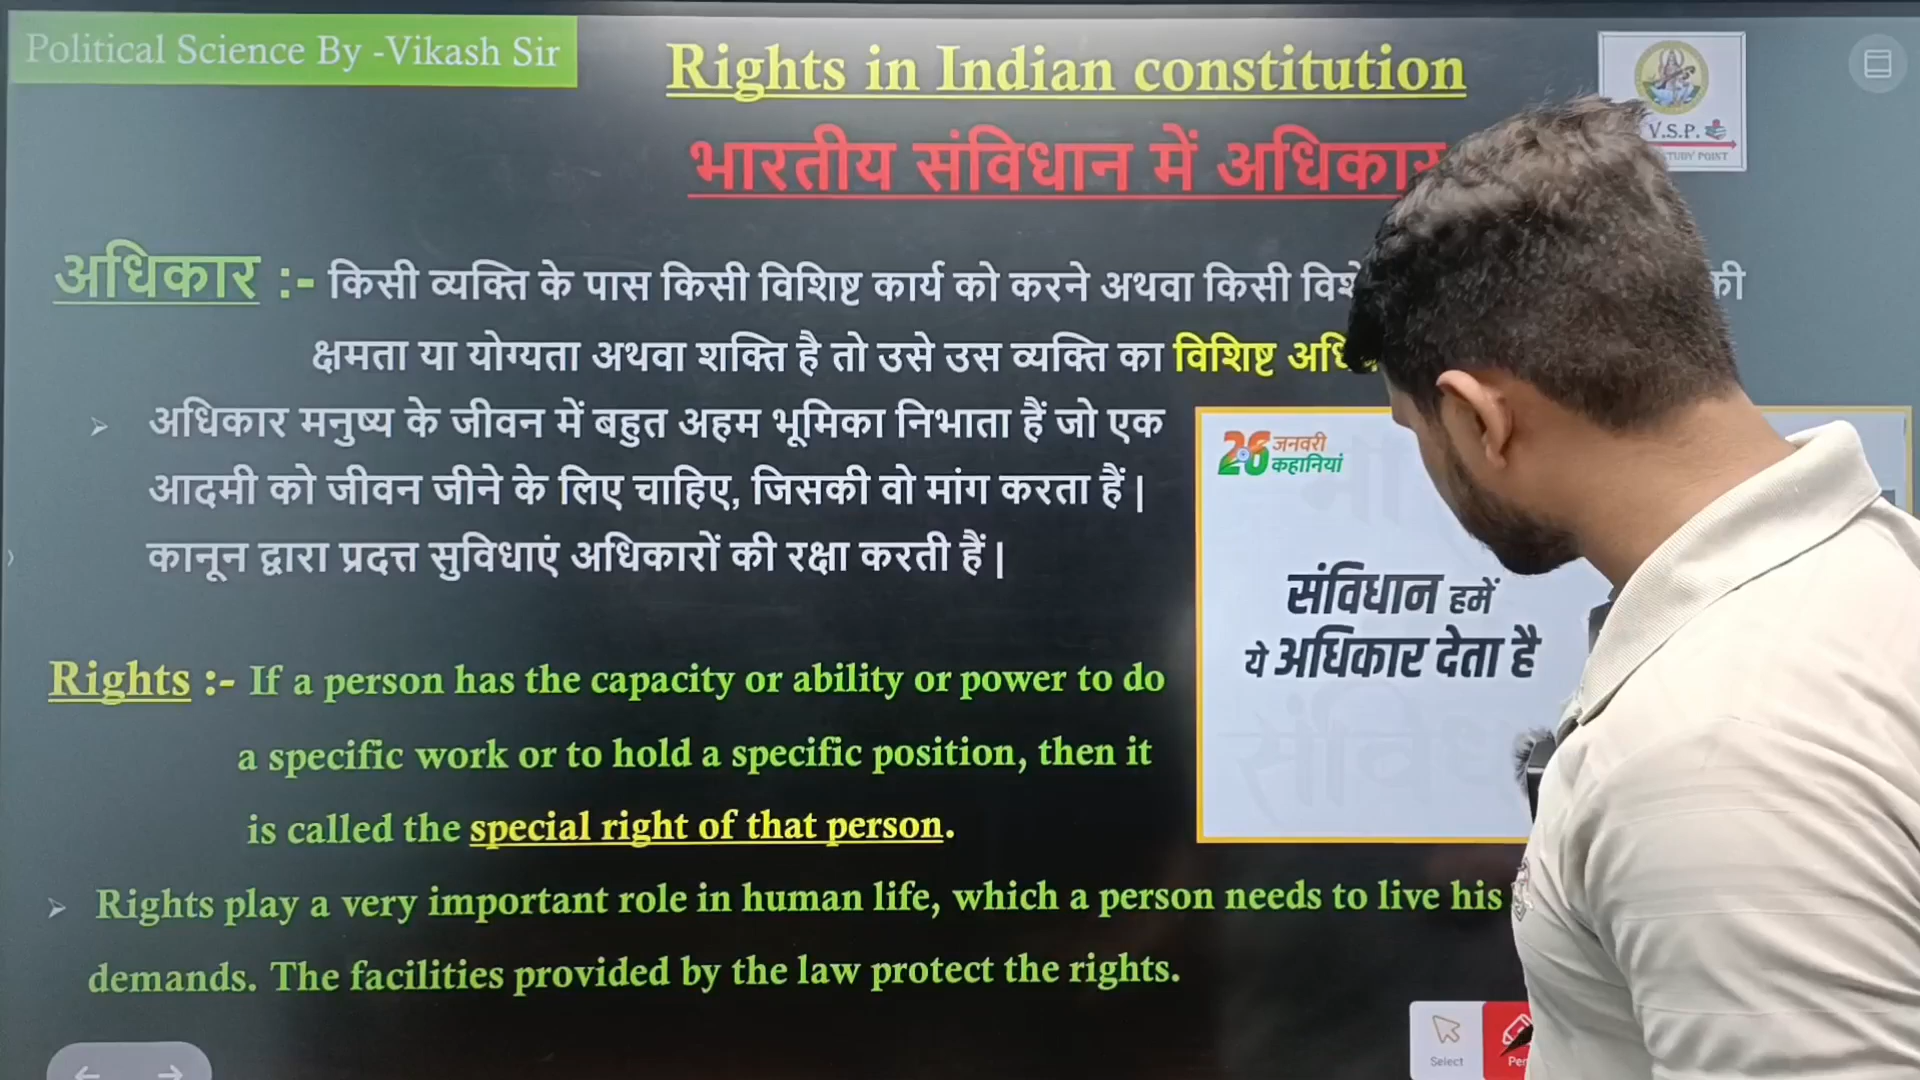 Political Science By -Vikash Sir
Rights in Indian constitution
V.S.P.
STUDY POINT
भारतीय संविधान में अधिकार
अधिकार :- किसी व्यक्ति के पास किसी विशिष्ट कार्य को करने अथवा किसी की
क्षमता या योग्यता अथवा शक्ति है तो उसे उस व्यक्ति का विशिष्ट
➢ अधिकार मनुष्य के जीवन में बहुत अहम भूमिका निभाता हैं जो एक
आदमी को जीवन जीने के लिए चाहिए, जिसकी वो मांग करता हैं |
कानून द्वारा प्रदत्त सुविधाएं अधिकारों की रक्षा करती हैं |
26 जनवरी
कहानियां
संविधान हमें
ये अधिकार देता है
Rights :- If a person has the capacity or ability or power to do
a specific work or to hold a specific position, then it
is called the special right of that person.
➢ Rights play a very important role in human life, which a person needs to live his
demands. The facilities provided by the law protect the rights.
Select